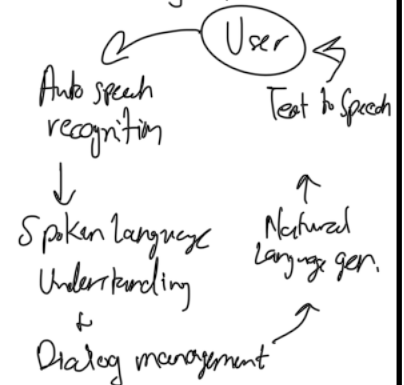 User
Auto speech
recognition
Spoken language
Understanding
Dialog management
Natural
Language gen.
Text to Speech